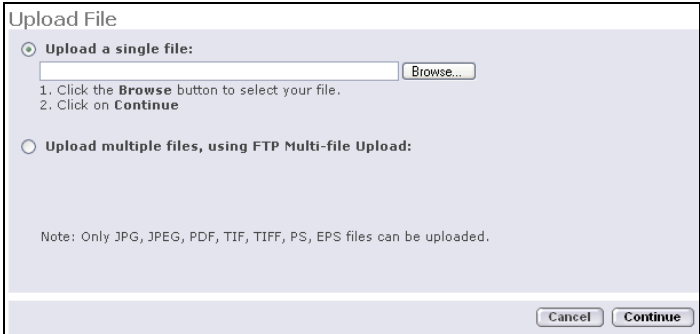 Upload File
Upload a single file:
Browse...
1. Click the Browse button to select your file.
2. Click on Continue
Upload multiple files, using FTP Multi-file Upload:
Note: Only JPG, JPEG, PDF, TIF, TIFF, PS, EPS files can be uploaded.
Cancel Continue